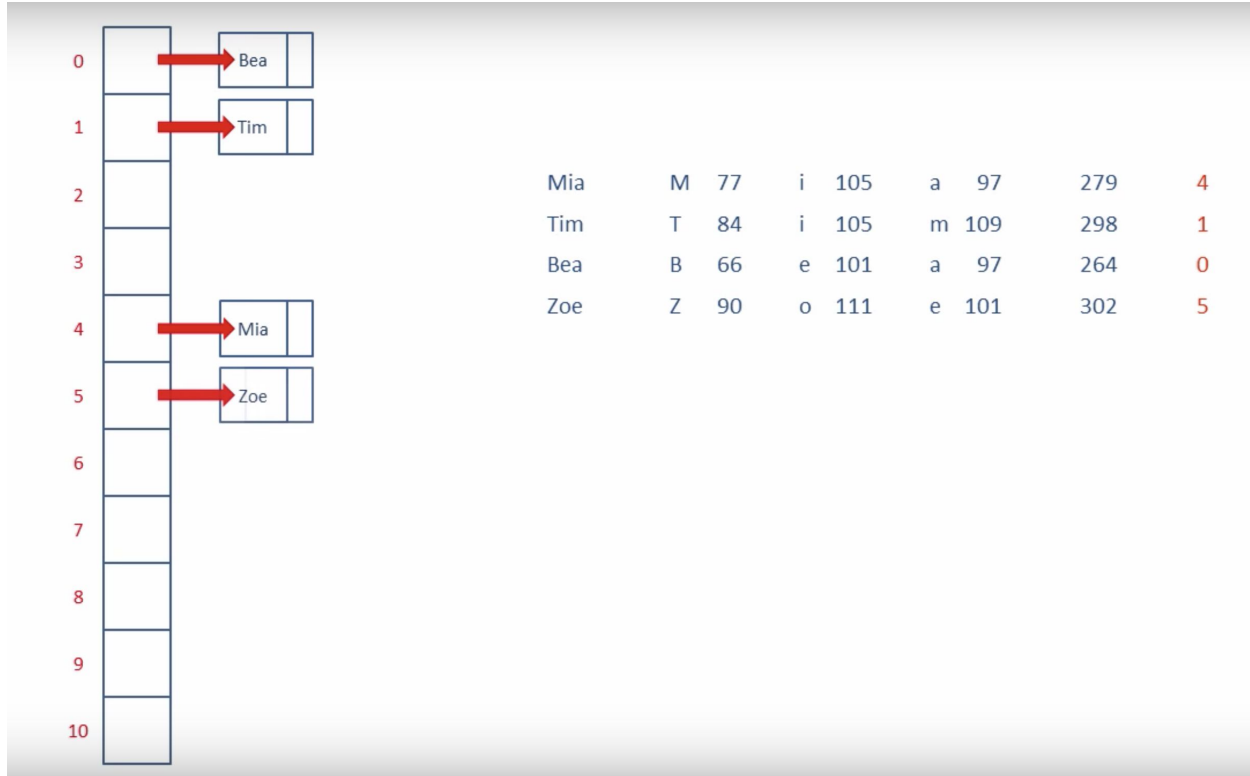 0 Bea
1 Tim
2
3
4 Mia
5 Zoe
6
7
8
9
10
Mia M 77 i 105 a 97 279 4
Tim T 84 i 105 m 109 298 1
Bea B 66 e 101 a 97 264 0
Zoe Z 90 o 111 e 101 302 5